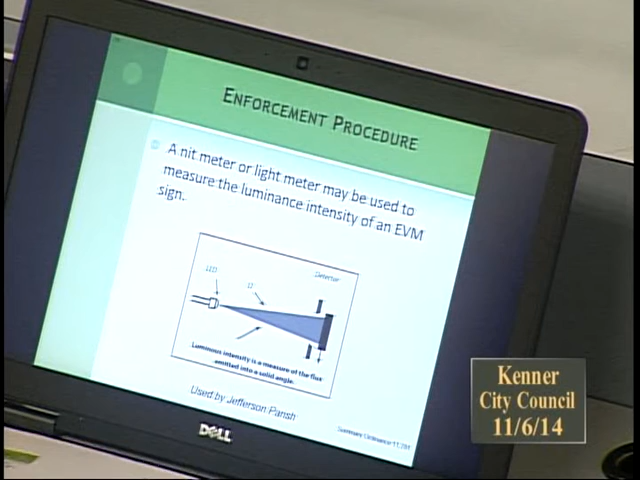 ENFORCEMENT PROCEDURE
A nit meter or light meter may be used to
measure the luminance intensity of an EVM
sign.
LED
Detector
Luminous intensity is a measure of the flux
emitted into a solid angle.
Used by Jefferson Parish
DELL
Kenner
City Council
11/6/14